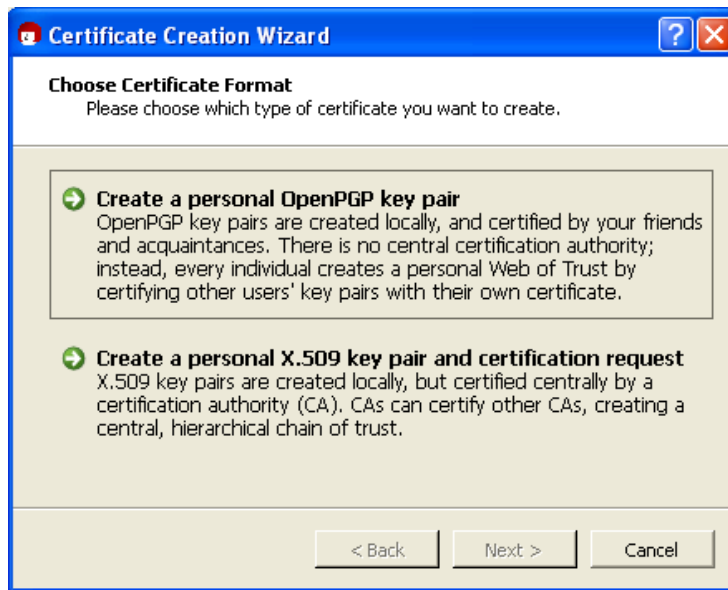 Certificate Creation Wizard
Choose Certificate Format
Please choose which type of certificate you want to create.
Create a personal OpenPGP key pair
OpenPGP key pairs are created locally, and certified by your friends
and acquaintances. There is no central certification authority;
instead, every individual creates a personal Web of Trust by
certifying other users' key pairs with their own certificate.
Create a personal X.509 key pair and certification request
X.509 key pairs are created locally, but certified centrally by a
certification authority (CA). CAs can certify other CAs, creating a
central, hierarchical chain of trust.
< Back Next > Cancel